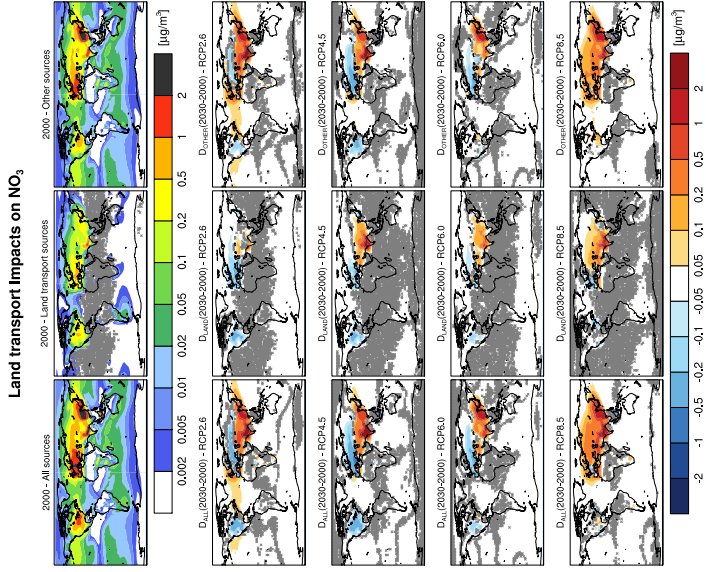 Land transport Impacts on NO3
2000 - All sources
2000 - Land transport sources
2000 - Other sources
0.002 0.005 0.01 0.02 0.05 0.1 0.2 0.5 1 2 [µg/m3]
DALL(2030-2000) - RCP2.6
DLAND(2030-2000) - RCP2.6
DOTHER(2030-2000) - RCP2.6
DALL(2030-2000) - RCP4.5
DLAND(2030-2000) - RCP4.5
DOTHER(2030-2000) - RCP4.5
DALL(2030-2000) - RCP6.0
DLAND(2030-2000) - RCP6.0
DOTHER(2030-2000) - RCP6.0
DALL(2030-2000) - RCP8.5
DLAND(2030-2000) - RCP8.5
DOTHER(2030-2000) - RCP8.5
-2 -1 -0.5 -0.2 -0.1 -0.05 0.05 0.1 0.2 0.5 1 2 [µg/m3]